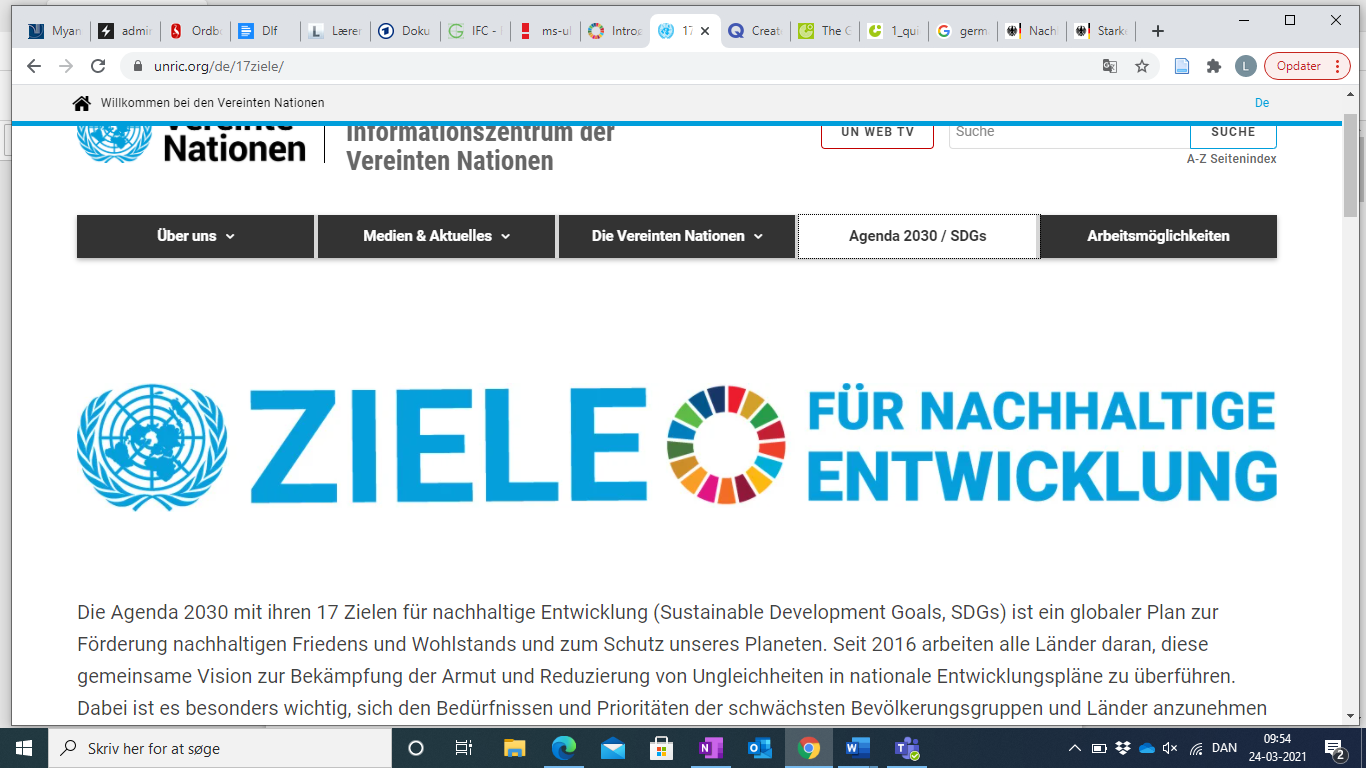 Myan
admin
Ordb
Dlf
Lærer
Doku
IFC -
ms-ul
Introd
17
Create
The G
1_qui
germ
Nach
Starke
unric.org/de/17ziele/
L
Opdater
Willkommen bei den Vereinten Nationen
De
Vereinte
Nationen
Informationszentrum der
Vereinten Nationen
UN WEB TV
Suche
SUCHE
A-Z Seitenindex
Über uns
Medien & Aktuelles
Die Vereinten Nationen
Agenda 2030 / SDGs
Arbeitsmöglichkeiten
ZIELE
FÜR NACHHALTIGE
ENTWICKLUNG
Die Agenda 2030 mit ihren 17 Zielen für nachhaltige Entwicklung (Sustainable Development Goals, SDGs) ist ein globaler Plan zur
Förderung nachhaltigen Friedens und Wohlstands und zum Schutz unseres Planeten. Seit 2016 arbeiten alle Länder daran, diese
gemeinsame Vision zur Bekämpfung der Armut und Reduzierung von Ungleichheiten in nationale Entwicklungspläne zu überführen.
Dabei ist es besonders wichtig, sich den Bedürfnissen und Prioritäten der schwächsten Bevölkerungsgruppen und Länder anzunehmen
Skriv her for at søge
DAN
09:54
24-03-2021
2